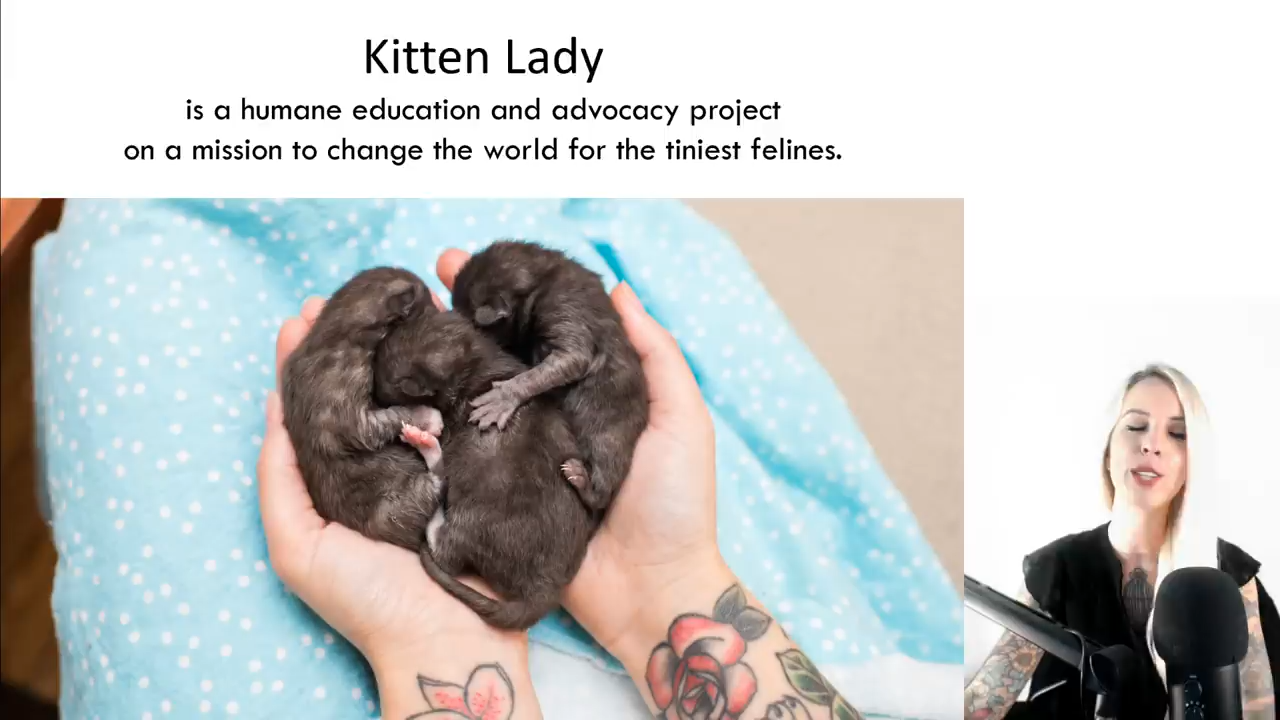 Kitten Lady
is a humane education and advocacy project
on a mission to change the world for the tiniest felines.